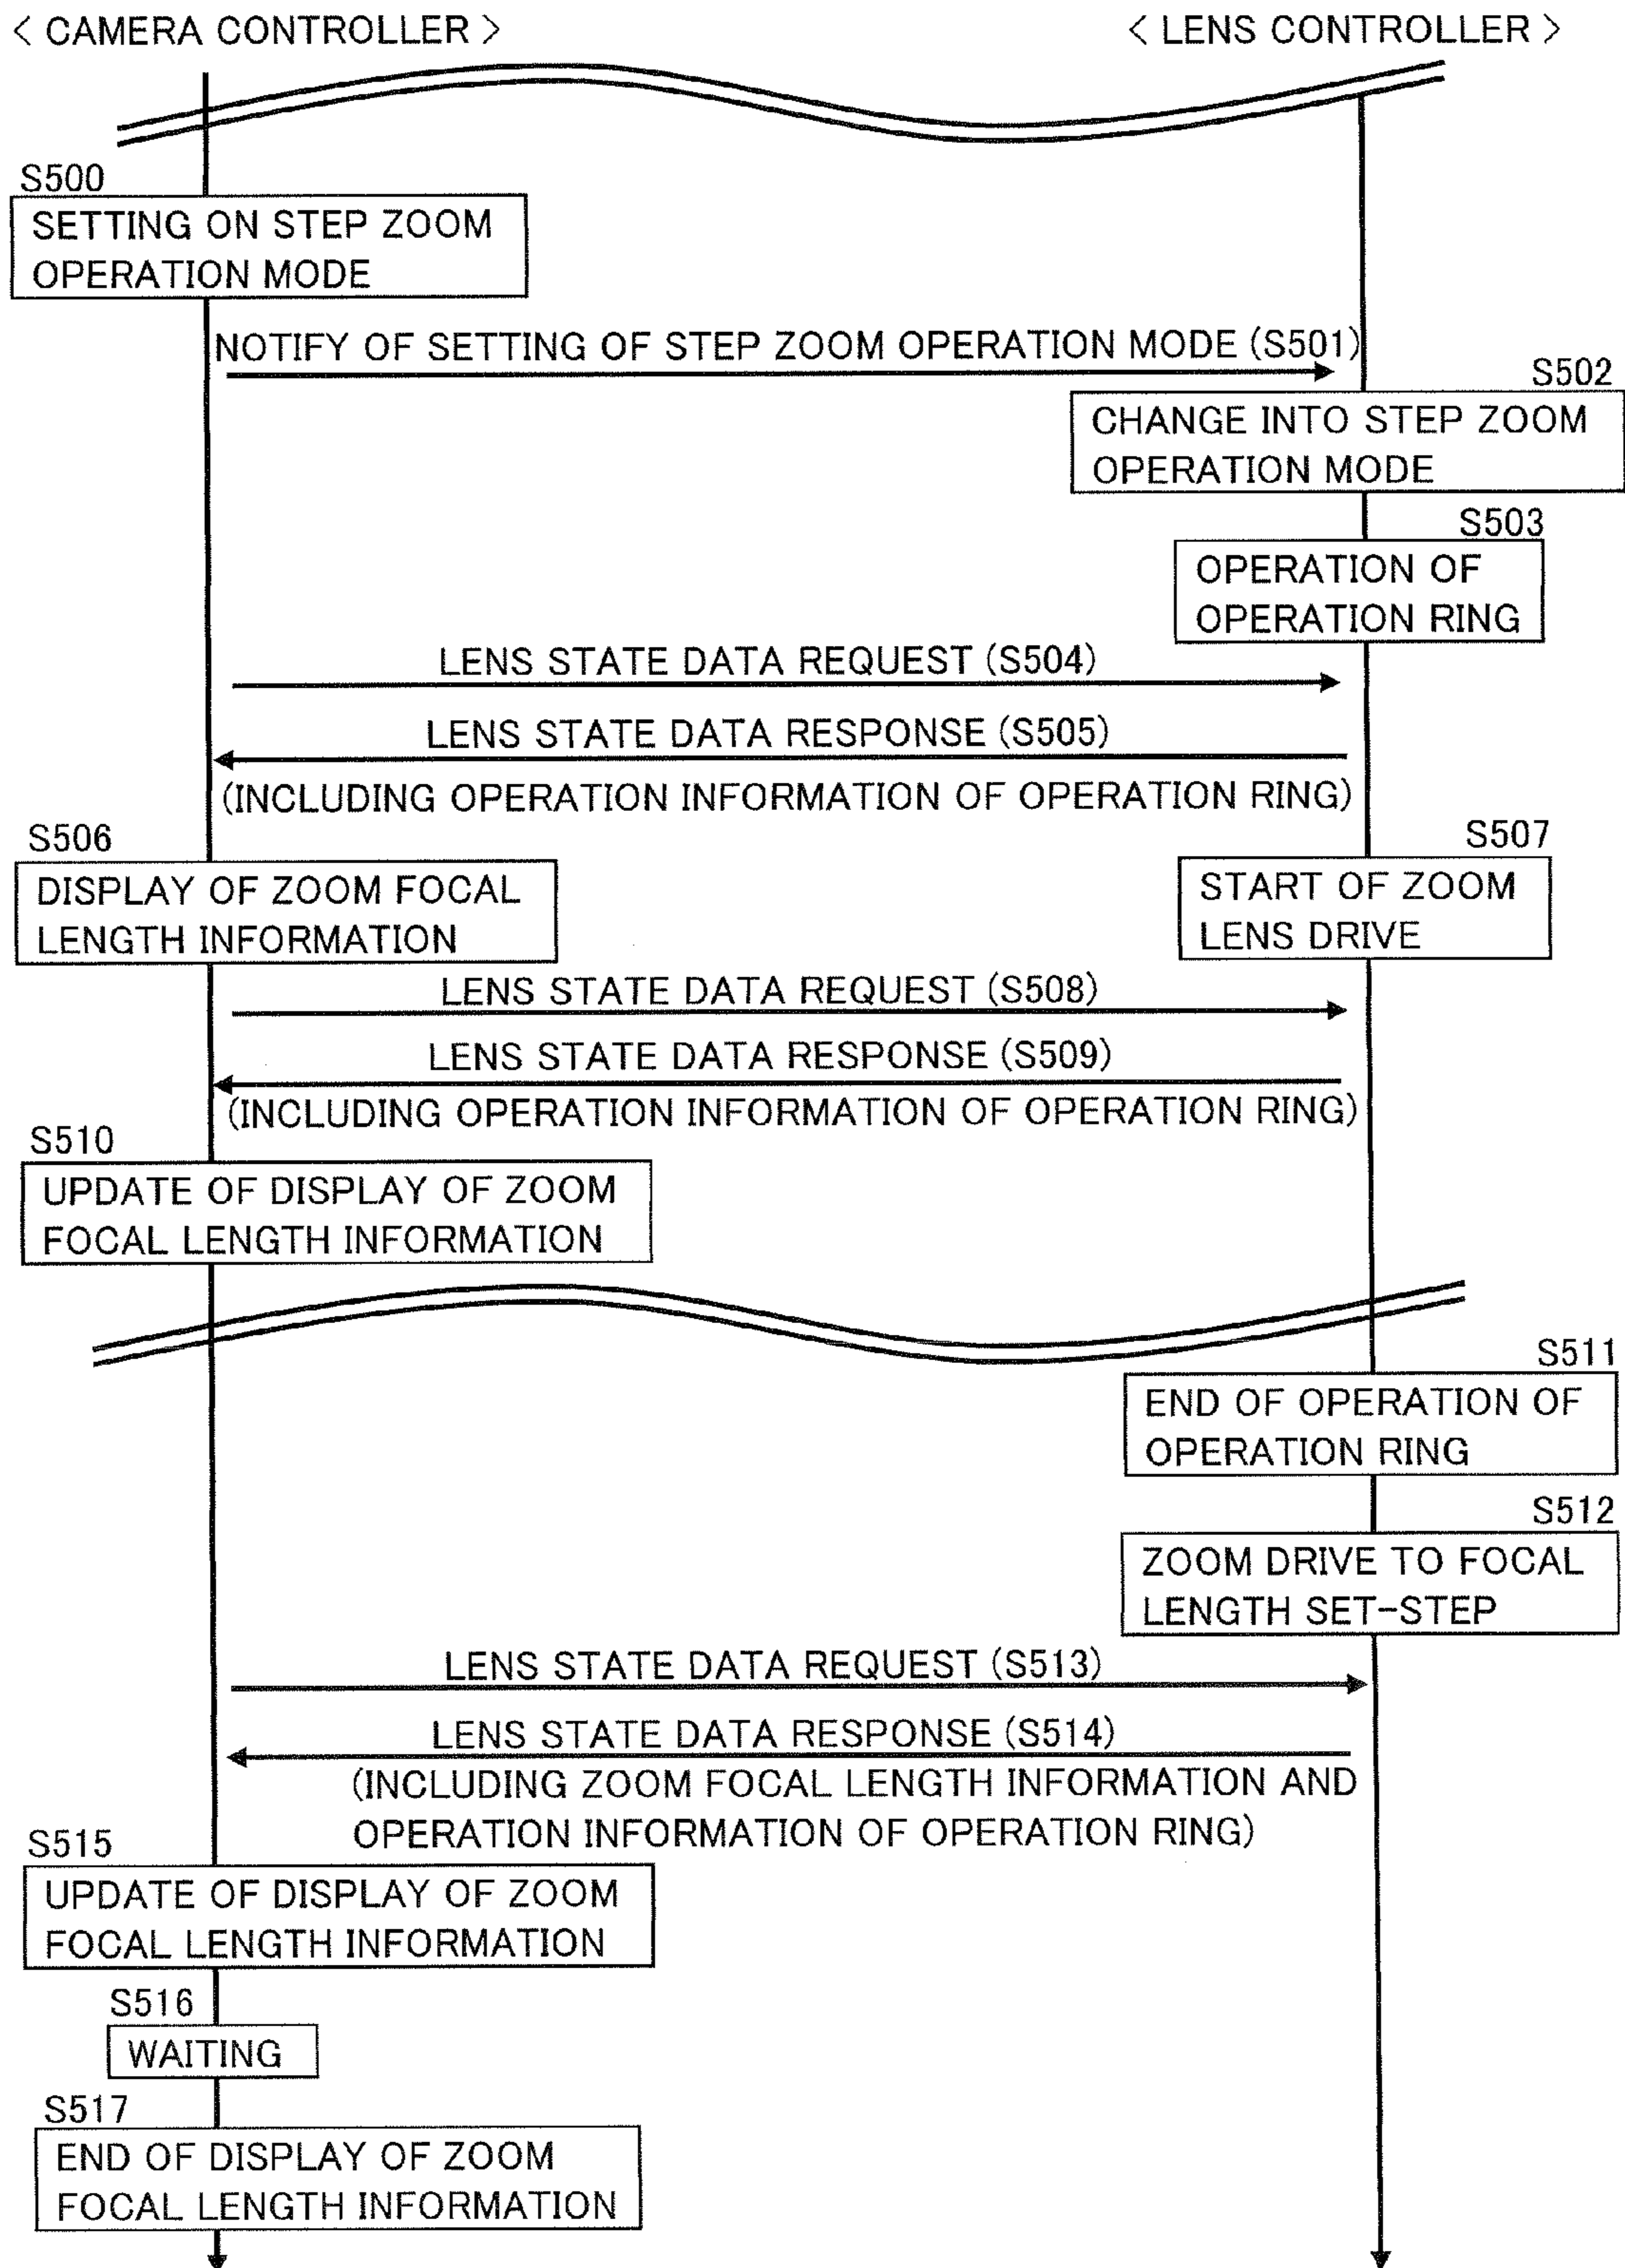 < CAMERA CONTROLLER >
< LENS CONTROLLER >
S500
SETTING ON STEP ZOOM
OPERATION MODE
NOTIFY OF SETTING OF STEP ZOOM OPERATION MODE (S501)
S502
CHANGE INTO STEP ZOOM
OPERATION MODE
S503
OPERATION OF
OPERATION RING
LENS STATE DATA REQUEST (S504)
LENS STATE DATA RESPONSE (S505)
(INCLUDING OPERATION INFORMATION OF OPERATION RING)
S506
DISPLAY OF ZOOM FOCAL
LENGTH INFORMATION
S507
START OF ZOOM
LENS DRIVE
LENS STATE DATA REQUEST (S508)
LENS STATE DATA RESPONSE (S509)
(INCLUDING OPERATION INFORMATION OF OPERATION RING)
S510
UPDATE OF DISPLAY OF ZOOM
FOCAL LENGTH INFORMATION
S511
END OF OPERATION OF
OPERATION RING
S512
ZOOM DRIVE TO FOCAL
LENGTH SET-STEP
LENS STATE DATA REQUEST (S513)
LENS STATE DATA RESPONSE (S514)
(INCLUDING ZOOM FOCAL LENGTH INFORMATION AND
OPERATION INFORMATION OF OPERATION RING)
S515
UPDATE OF DISPLAY OF ZOOM
FOCAL LENGTH INFORMATION
S516
WAITING
S517
END OF DISPLAY OF ZOOM
FOCAL LENGTH INFORMATION